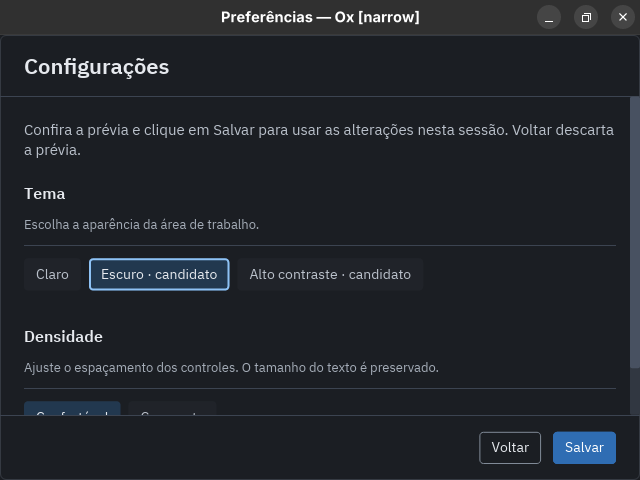 Preferências — Ox [narrow]
Configurações
Confira a prévia e clique em Salvar para usar as alterações nesta sessão. Voltar descarta
a prévia.
Tema
Escolha a aparência da área de trabalho.
Claro Escuro · candidato Alto contraste · candidato
Densidade
Ajuste o espaçamento dos controles. O tamanho do texto é preservado.
Voltar Salvar